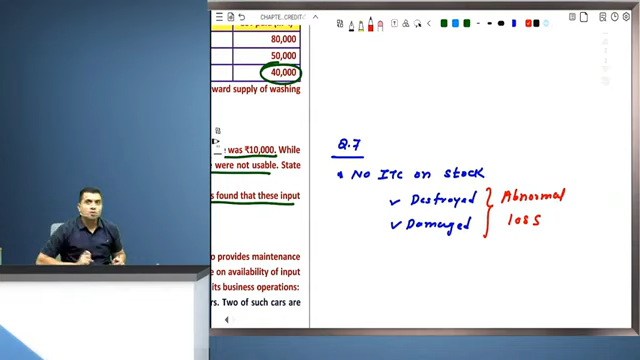 CHAPTE_CREDIT
80,000
50,000
40,000
ward supply of washing
e was ₹10,000. While
were not usable. State
s found that these input
o provides maintenance
e on availability of input
its business operations:
rs. Two of such cars are
Q.7
No ITC on stock
✓ Destroyed } Abnormal
✓ Damaged } loss